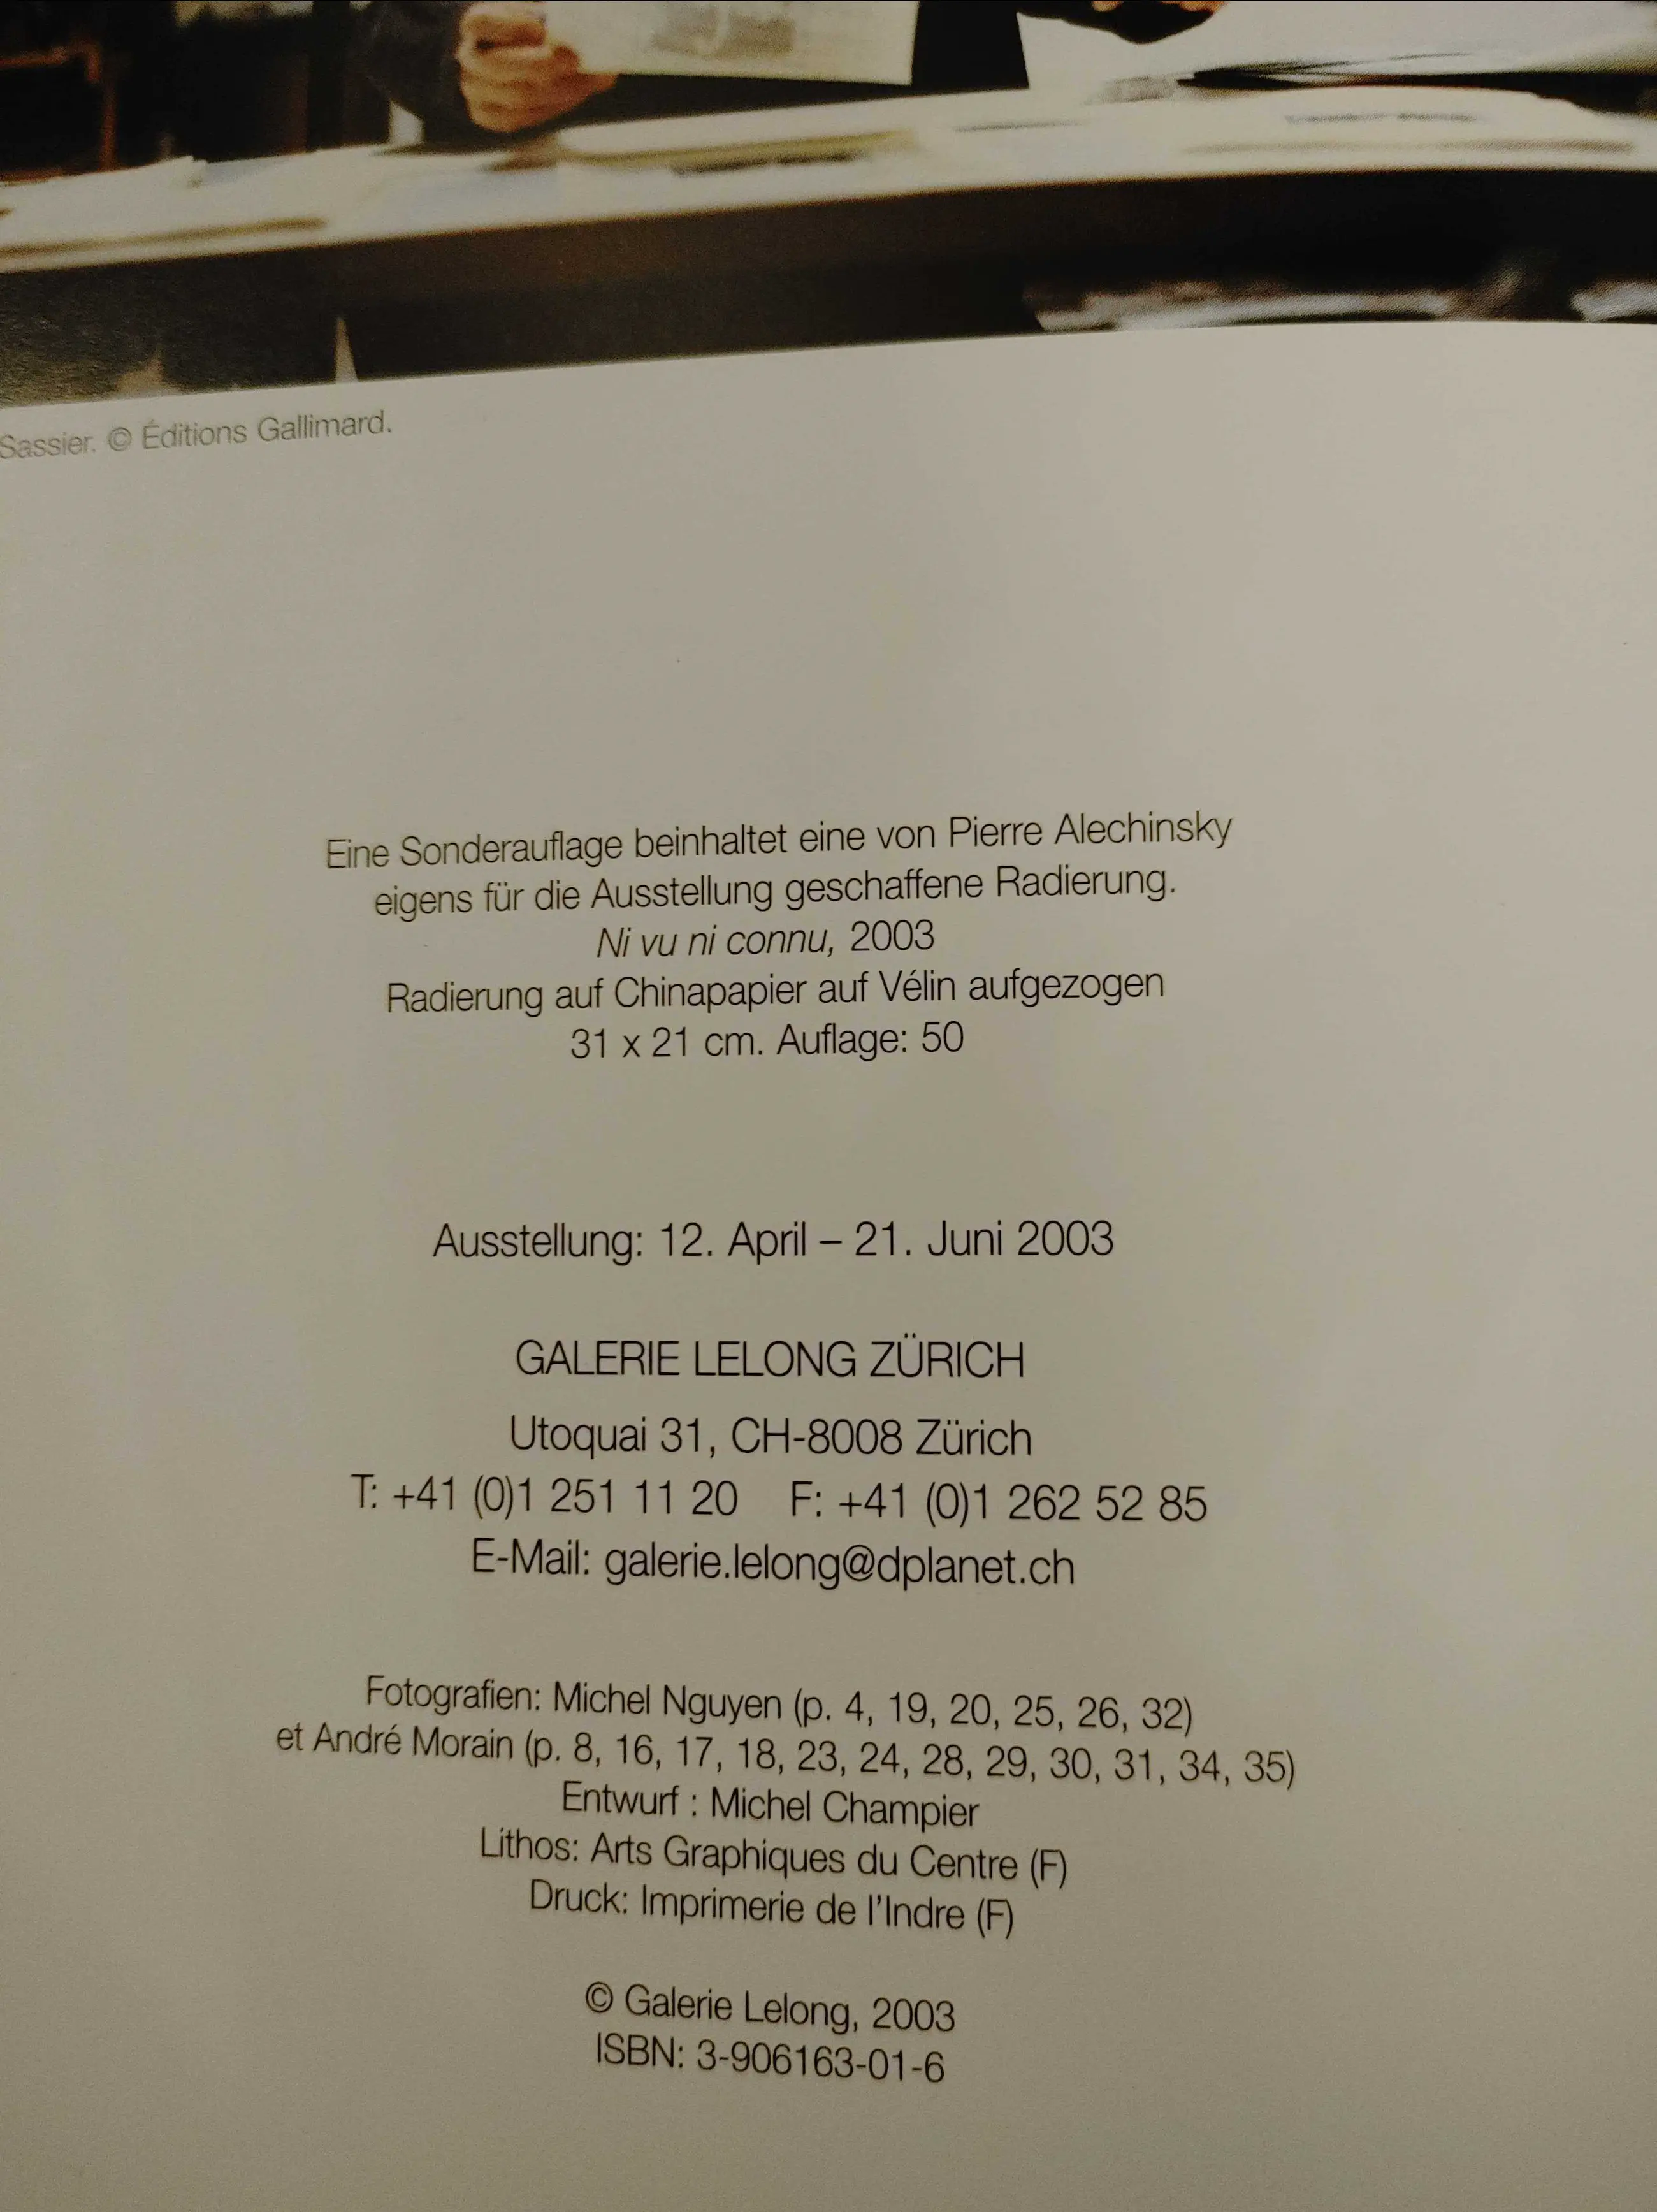 Sassier. © Éditions Gallimard.
Eine Sonderauflage beinhaltet eine von Pierre Alechinsky
eigens für die Ausstellung geschaffene Radierung.
Ni vu ni connu, 2003
Radierung auf Chinapapier auf Vélin aufgezogen
31 x 21 cm. Auflage: 50
Ausstellung: 12. April – 21. Juni 2003
GALERIE LELONG ZÜRICH
Utoquai 31, CH-8008 Zürich
T: +41 (0)1 251 11 20 F: +41 (0)1 262 52 85
E-Mail: galerie.lelong@dplanet.ch
Fotografien: Michel Nguyen (p. 4, 19, 20, 25, 26, 32)
et André Morain (p. 8, 16, 17, 18, 23, 24, 28, 29, 30, 31, 34, 35)
Entwurf : Michel Champier
Lithos: Arts Graphiques du Centre (F)
Druck: Imprimerie de l'Indre (F)
© Galerie Lelong, 2003
ISBN: 3-906163-01-6